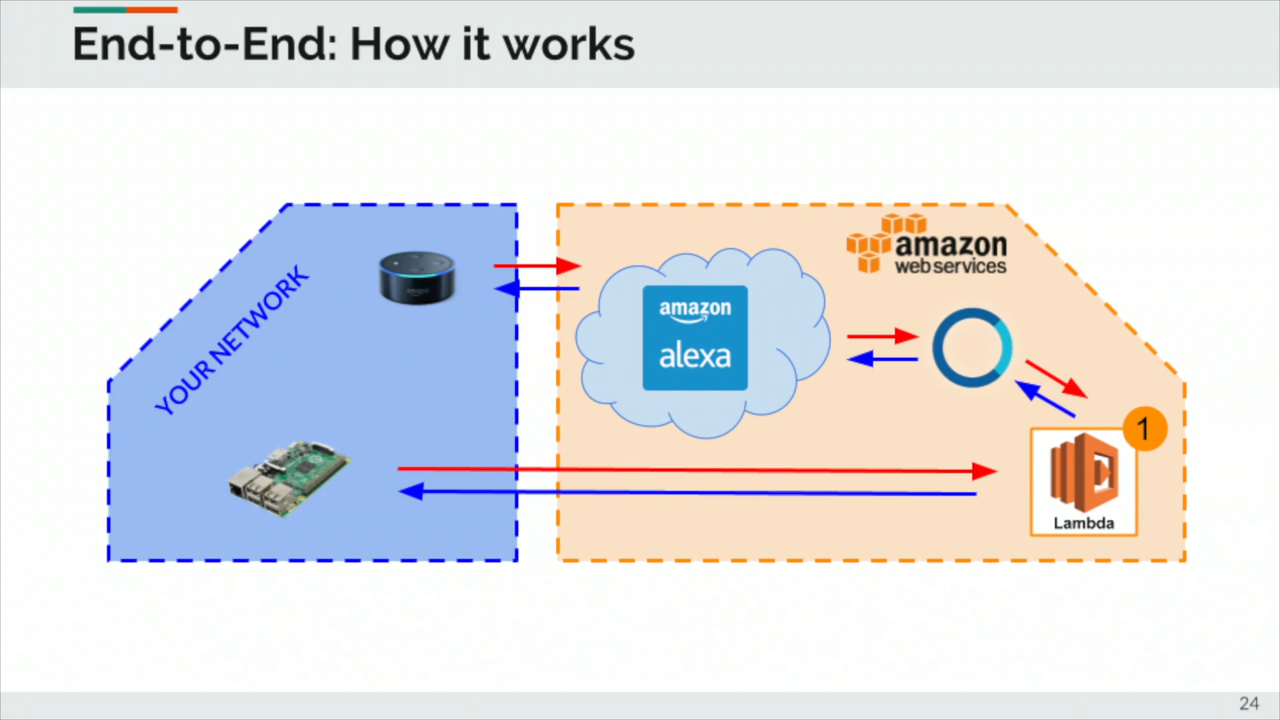 End-to-End: How it works
YOUR NETWORK
amazon
web services
amazon
alexa
1
Lambda
24